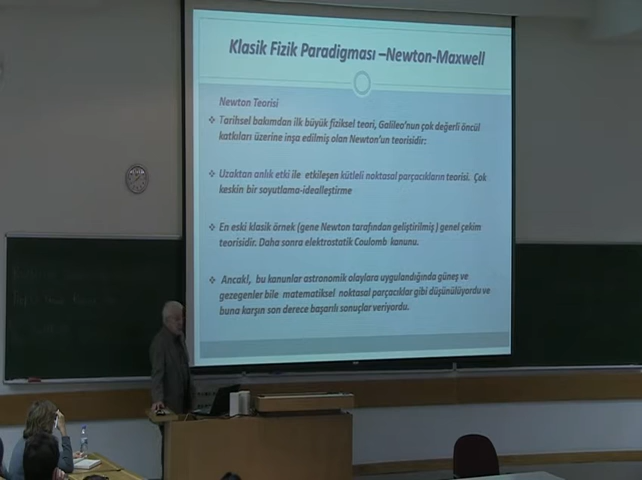 Klasik Fizik Paradigması –Newton-Maxwell
Newton Teorisi
❖ Tarihsel bakımdan ilk büyük fiziksel teori, Galileo'nun çok değerli öncül
katkıları üzerine inşa edilmiş olan Newton'un teorisidir:
❖ Uzaktan anlık etki ile etkileşen kütleli noktasal parçacıkların teorisi. Çok
keskin bir soyutlama-idealleştirme
❖ En eski klasik örnek (gene Newton tarafından geliştirilmiş ) genel çekim
teorisidir. Daha sonra elektrostatik Coulomb kanunu.
❖ Ancakl, bu kanunlar astronomik olaylara uygulandığında güneş ve
gezegenler bile matematiksel noktasal parçacıklar gibi düşünülüyordu ve
buna karşın son derece başarılı sonuçlar veriyordu.